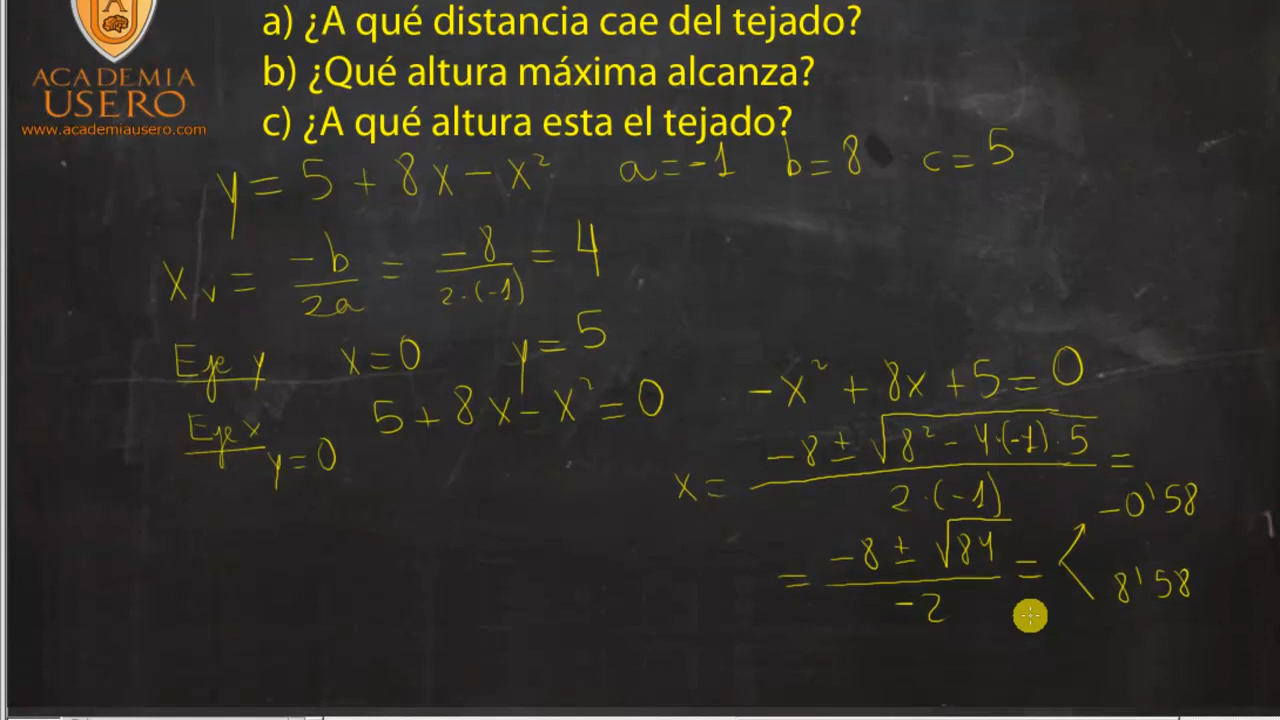 A
ACADEMIA
USERO
www.academiausero.com
a) ¿A qué distancia cae del tejado?
b) ¿Qué altura máxima alcanza?
c) ¿A qué altura esta el tejado?
y = 5 + 8x - x² a = -1 b = 8 c = 5
x_v = -b/2a = -8/2·(-1) = 4
Eje y x = 0 y = 5
Eje x y = 0 5 + 8x - x² = 0
-x² + 8x + 5 = 0
x = -8 ± √8² - 4·(-1)·5 / 2·(-1) =
= -8 ± √84 / -2 = < -0'58
8'58